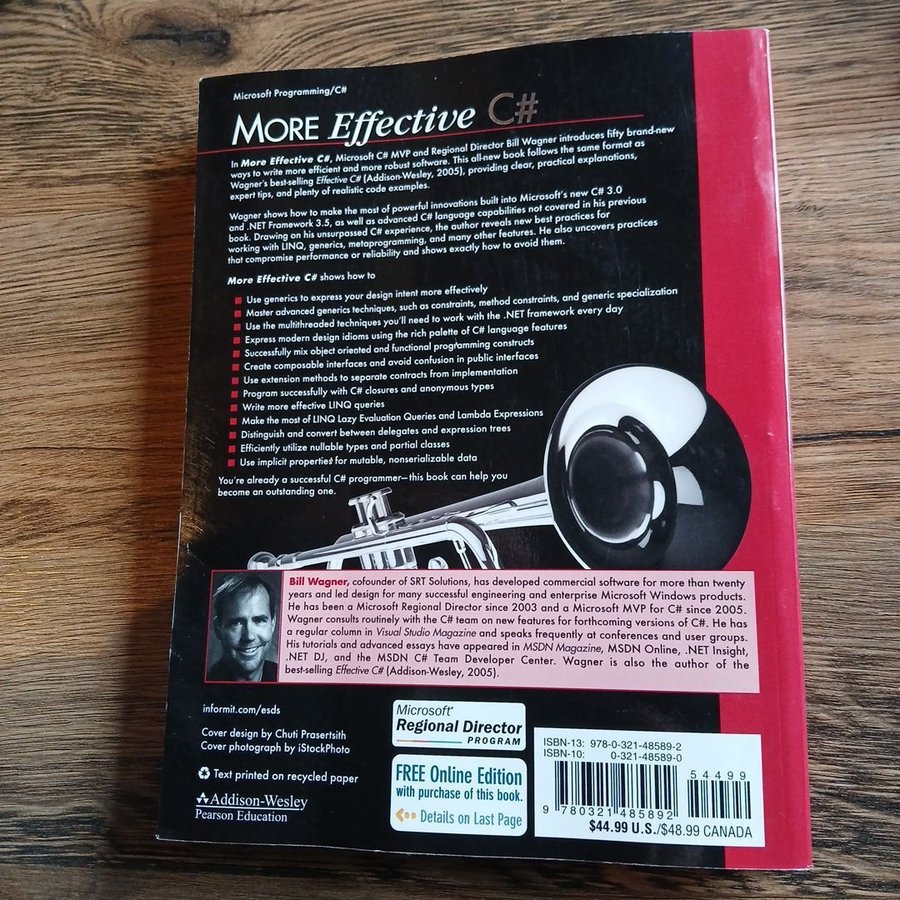 Microsoft Programming/C#
MORE Effective C#
In More Effective C#, Microsoft C# MVP and Regional Director Bill Wagner introduces fifty brand-new
ways to write more efficient and more robust software. This all-new book follows the same format as
Wagner's best-selling Effective C# (Addison-Wesley, 2005), providing clear, practical explanations,
expert tips, and plenty of realistic code examples.
Wagner shows how to make the most of powerful innovations built into Microsoft's new C# 3.0
and .NET Framework 3.5, as well as advanced C# language capabilities not covered in his previous
book. Drawing on his unsurpassed C# experience, the author reveals new best practices for
working with LINQ, generics, metaprogramming, and many other features. He also uncovers practices
that compromise performance or reliability and shows exactly how to avoid them.
More Effective C# shows how to
Use generics to express your design intent more effectively
Master advanced generics techniques, such as constraints, method constraints, and generic specialization
Use the multithreaded techniques you'll need to work with the .NET framework every day
Express modern design idioms using the rich palette of C# language features
Successfully mix object oriented and functional programming constructs
Create composable interfaces and avoid confusion in public interfaces
Use extension methods to separate contracts from implementation
Program successfully with C# closures and anonymous types
Write more effective LINQ queries
Make the most of LINQ Lazy Evaluation Queries and Lambda Expressions
Distinguish and convert between delegates and expression trees
Efficiently utilize nullable types and partial classes
Use implicit properties for mutable, nonserializable data
You're already a successful C# programmer—this book can help you
become an outstanding one.
Bill Wagner, cofounder of SRT Solutions, has developed commercial software for more than twenty
years and led design for many successful engineering and enterprise Microsoft Windows products.
He has been a Microsoft Regional Director since 2003 and a Microsoft MVP for C# since 2005.
Wagner consults routinely with the C# team on new features for forthcoming versions of C#. He has
a regular column in Visual Studio Magazine and speaks frequently at conferences and user groups.
His tutorials and advanced essays have appeared in MSDN Magazine, MSDN Online, .NET Insight,
.NET DJ, and the MSDN C# Team Developer Center. Wagner is also the author of the
best-selling Effective C# (Addison-Wesley, 2005).
informit.com/esds
Cover design by Chuti Prasertsith
Cover photograph by iStockPhoto
Text printed on recycled paper
Addison-Wesley
Pearson Education
Microsoft®
Regional Director
PROGRAM
FREE Online Edition
with purchase of this book.
Details on Last Page
ISBN-13: 978-0-321-48589-2
ISBN-10: 0-321-48589-0
54499
9 780321 485892
$44.99 U.S./$48.99 CANADA